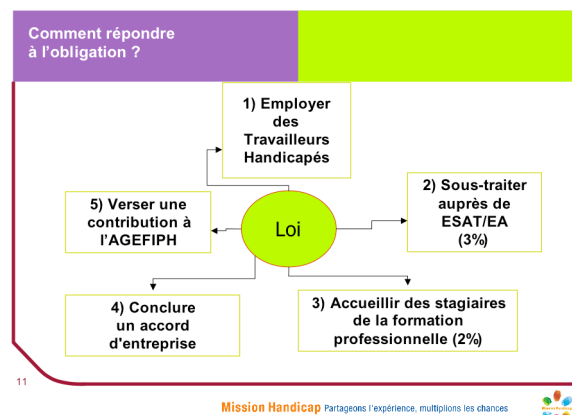 Comment répondre
à l'obligation ?
1) Employer
des
Travailleurs
Handicapés
2) Sous-traiter
auprès de
ESAT/EA
(3%)
5) Verser une
contribution à
l'AGEFIPH
Loi
4) Conclure
un accord
d'entreprise
3) Accueillir des stagiaires
de la formation
professionnelle (2%)
11
Mission Handicap Partageons l'expérience, multiplions les chances